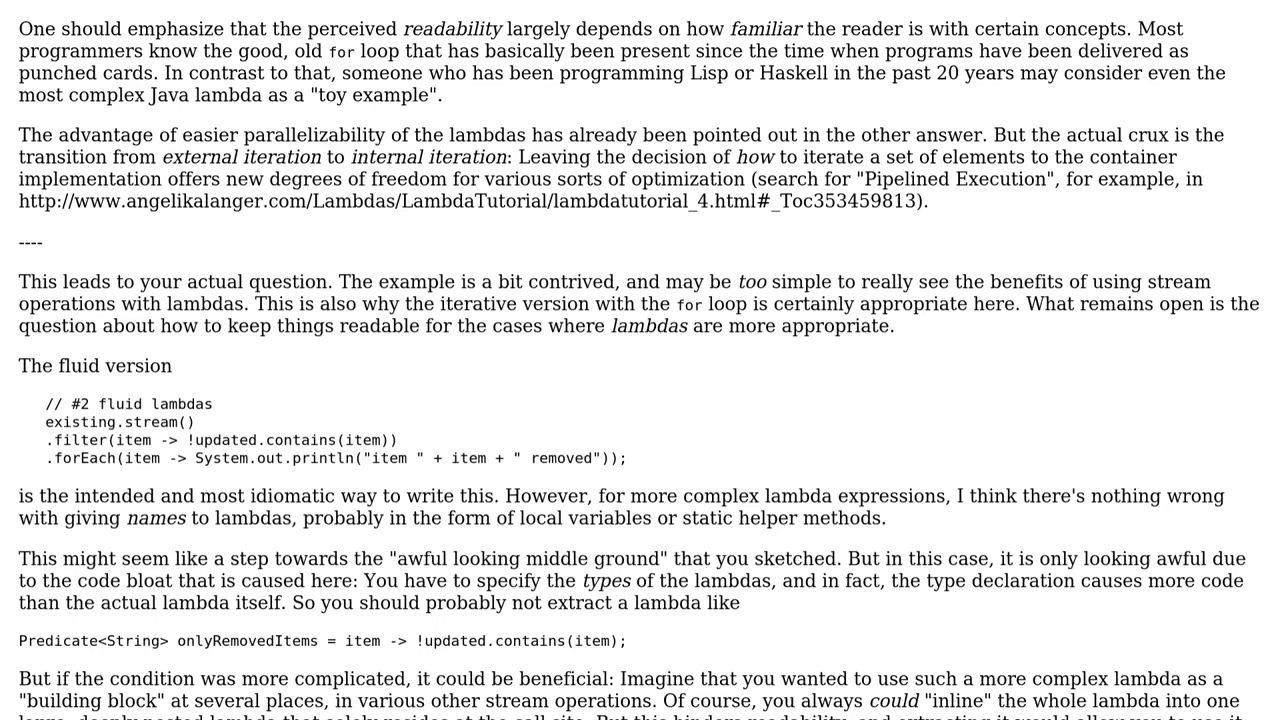 One should emphasize that the perceived readability largely depends on how familiar the reader is with certain concepts. Most
programmers know the good, old for loop that has basically been present since the time when programs have been delivered as
punched cards. In contrast to that, someone who has been programming Lisp or Haskell in the past 20 years may consider even the
most complex Java lambda as a "toy example".
The advantage of easier parallelizability of the lambdas has already been pointed out in the other answer. But the actual crux is the
transition from external iteration to internal iteration: Leaving the decision of how to iterate a set of elements to the container
implementation offers new degrees of freedom for various sorts of optimization (search for "Pipelined Execution", for example, in
http://www.angelikalanger.com/Lambdas/LambdaTutorial/lambdatutorial_4.html#_Toc353459813).
----
This leads to your actual question. The example is a bit contrived, and may be too simple to really see the benefits of using stream
operations with lambdas. This is also why the iterative version with the for loop is certainly appropriate here. What remains open is the
question about how to keep things readable for the cases where lambdas are more appropriate.
The fluid version
// #2 fluid lambdas
existing.stream()
.filter(item -> !updated.contains(item))
.forEach(item -> System.out.println("item " + item + " removed"));
is the intended and most idiomatic way to write this. However, for more complex lambda expressions, I think there's nothing wrong
with giving names to lambdas, probably in the form of local variables or static helper methods.
This might seem like a step towards the "awful looking middle ground" that you sketched. But in this case, it is only looking awful due
to the code bloat that is caused here: You have to specify the types of the lambdas, and in fact, the type declaration causes more code
than the actual lambda itself. So you should probably not extract a lambda like
Predicate<String> onlyRemovedItems = item -> !updated.contains(item);
But if the condition was more complicated, it could be beneficial: Imagine that you wanted to use such a more complex lambda as a
"building block" at several places, in various other stream operations. Of course, you always could "inline" the whole lambda into one